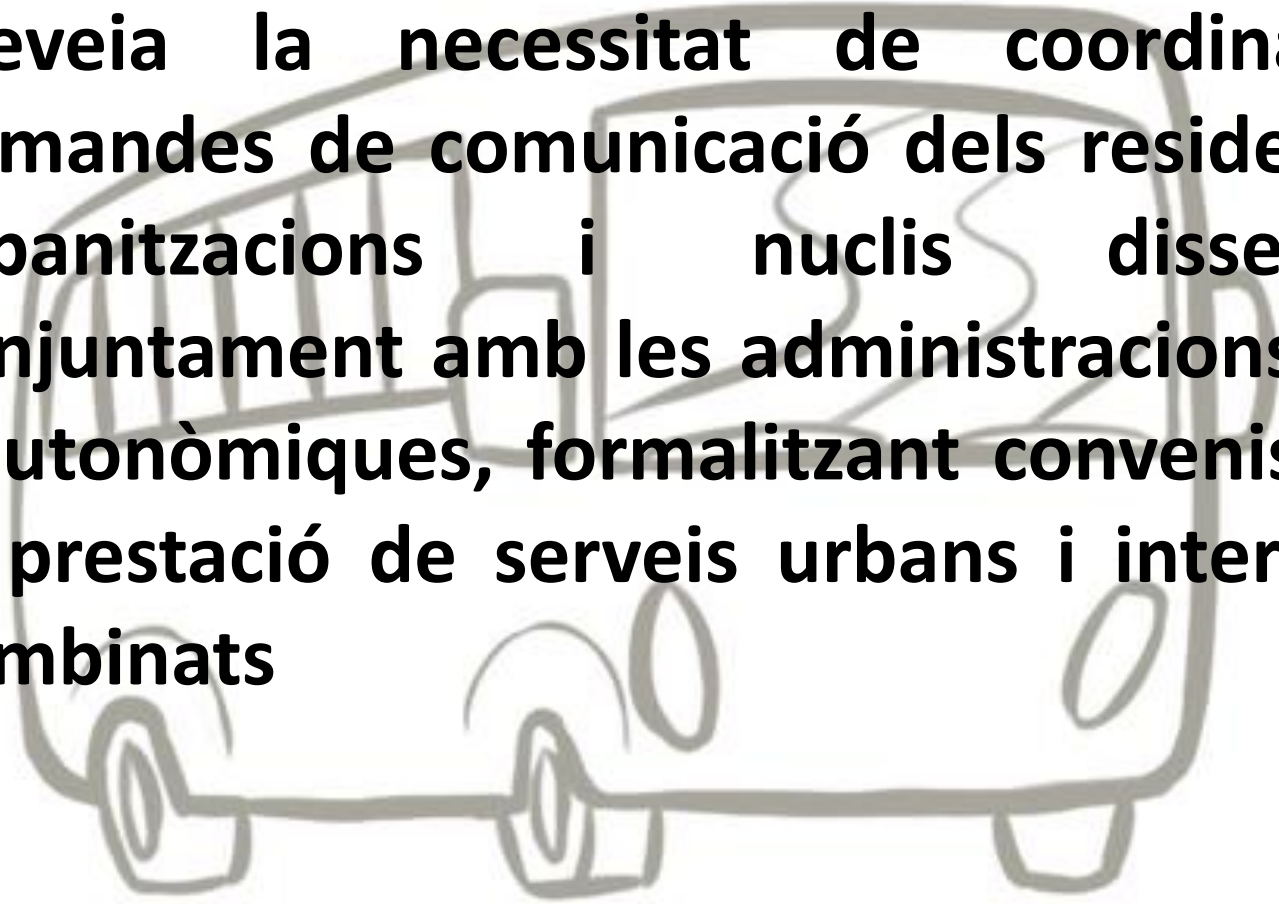 eveia la necessitat de coordina
mandes de comunicació dels reside
banitzacions i nuclis disse
njuntament amb les administracions
utonòmiques, formalitzant convenis
prestació de serveis urbans i inter
mbinats